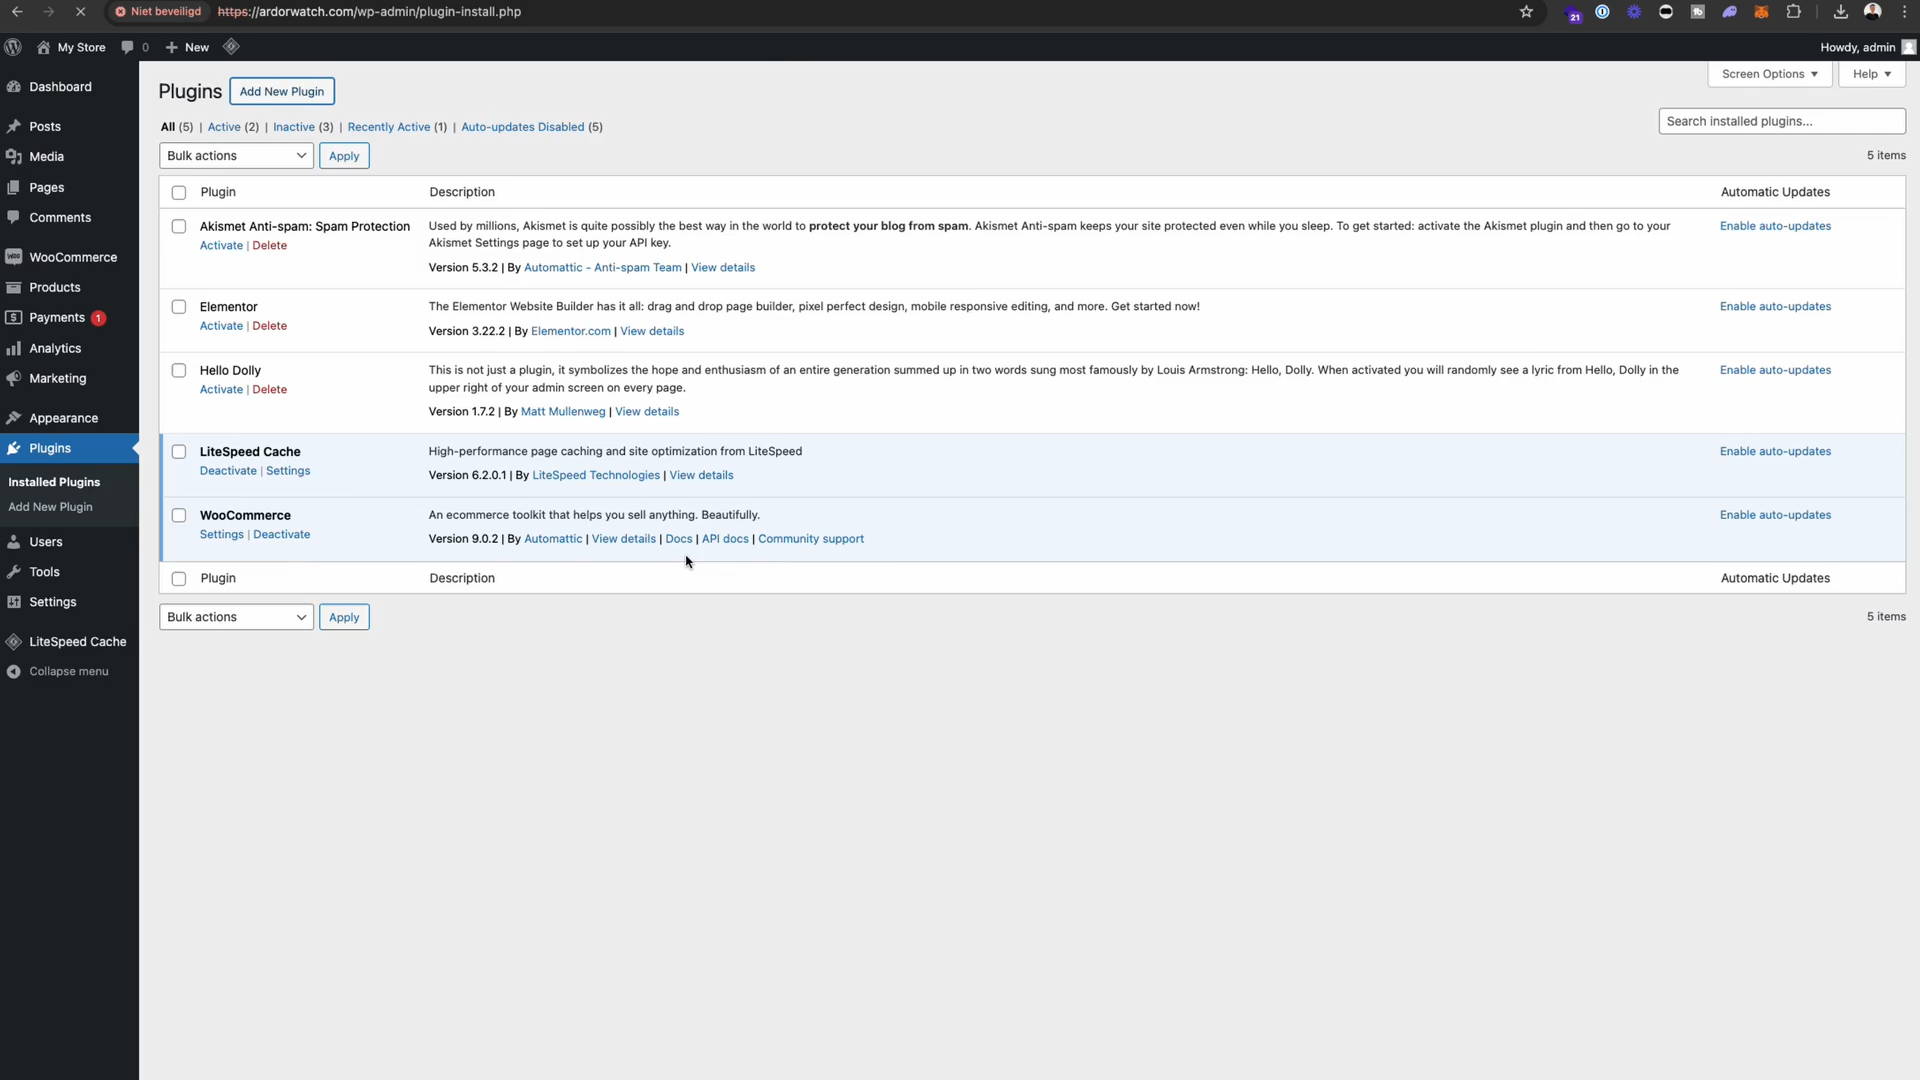 Niet beveiligd https://ardorwatch.com/wp-admin/plugin-install.php
21
My Store 0 New
Howdy, admin
Dashboard
Posts
Media
Pages
Comments
WooCommerce
Products
Payments 1
Analytics
Marketing
Appearance
Plugins
Installed Plugins
Add New Plugin
Users
Tools
Settings
LiteSpeed Cache
Collapse menu
Screen Options
Help
Plugins Add New Plugin
All (5) | Active (2) | Inactive (3) | Recently Active (1) | Auto-updates Disabled (5)
Search installed plugins...
Bulk actions Apply
5 items
Plugin Description Automatic Updates
Akismet Anti-spam: Spam Protection
Activate | Delete
Used by millions, Akismet is quite possibly the best way in the world to protect your blog from spam. Akismet Anti-spam keeps your site protected even while you sleep. To get started: activate the Akismet plugin and then go to your
Akismet Settings page to set up your API key.
Version 5.3.2 | By Automattic - Anti-spam Team | View details
Enable auto-updates
Elementor
Activate | Delete
The Elementor Website Builder has it all: drag and drop page builder, pixel perfect design, mobile responsive editing, and more. Get started now!
Version 3.22.2 | By Elementor.com | View details
Enable auto-updates
Hello Dolly
Activate | Delete
This is not just a plugin, it symbolizes the hope and enthusiasm of an entire generation summed up in two words sung most famously by Louis Armstrong: Hello, Dolly. When activated you will randomly see a lyric from Hello, Dolly in the
upper right of your admin screen on every page.
Version 1.7.2 | By Matt Mullenweg | View details
Enable auto-updates
LiteSpeed Cache
Deactivate | Settings
High-performance page caching and site optimization from LiteSpeed
Version 6.2.0.1 | By LiteSpeed Technologies | View details
Enable auto-updates
WooCommerce
Settings | Deactivate
An ecommerce toolkit that helps you sell anything. Beautifully.
Version 9.0.2 | By Automattic | View details | Docs | API docs | Community support
Enable auto-updates
Plugin Description Automatic Updates
Bulk actions Apply
5 items